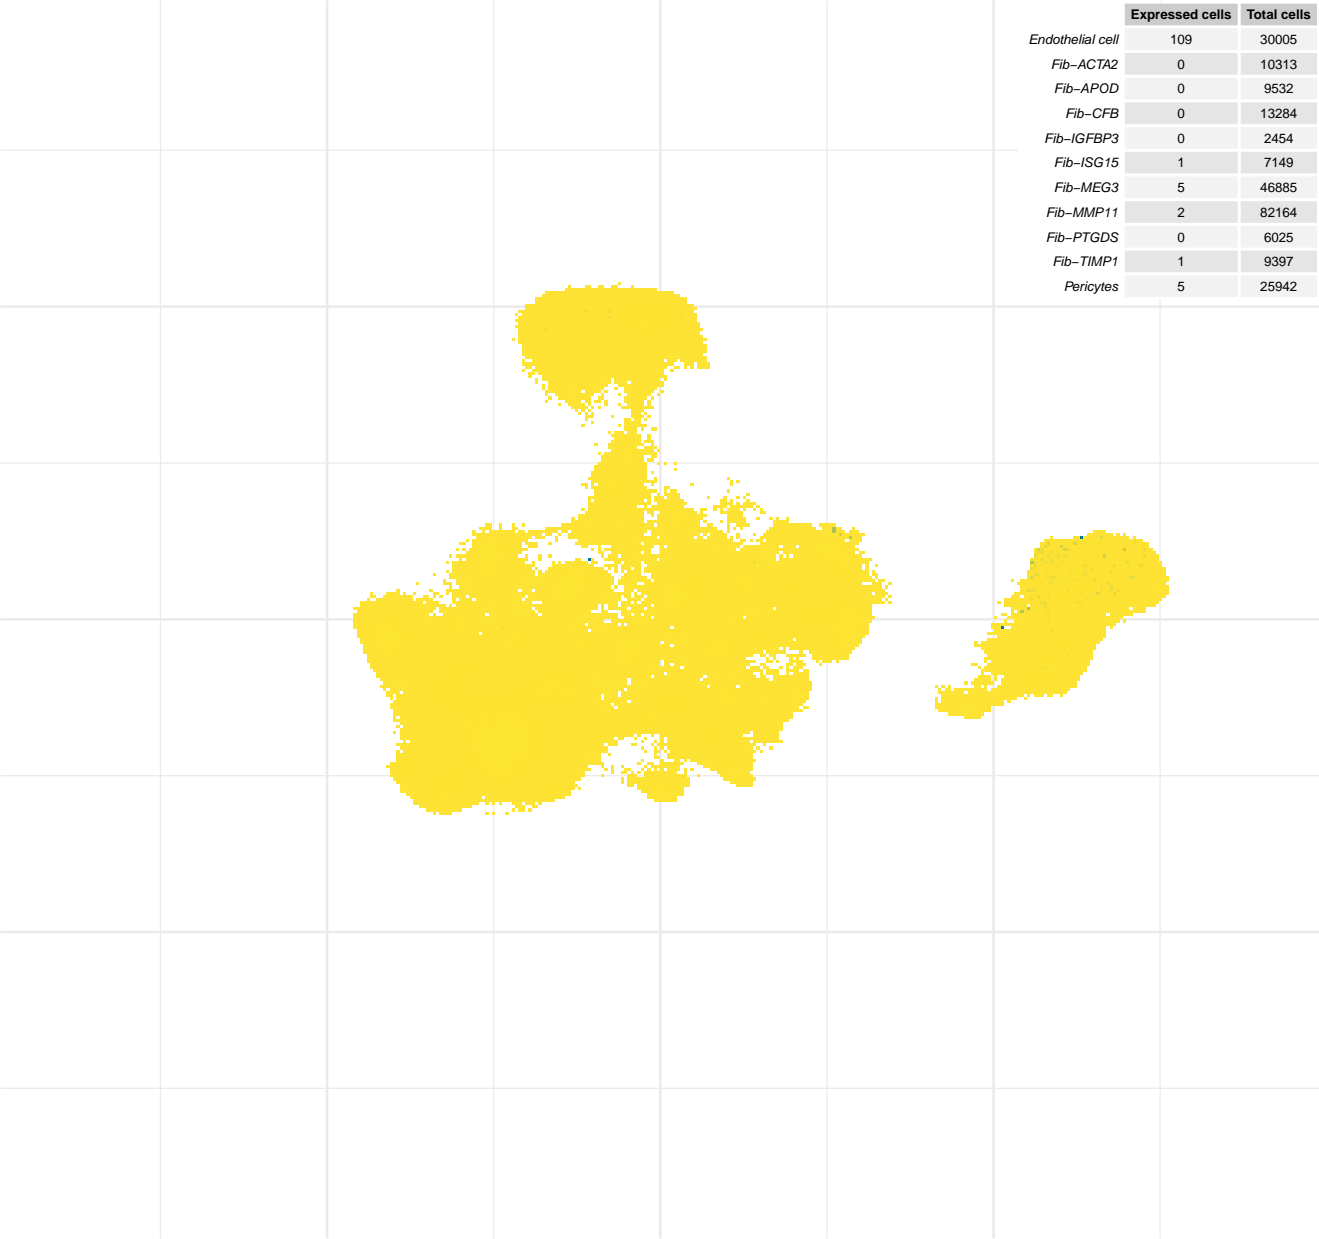 Expressed cells Total cells
Endothelial cell 109 30005
Fib−ACTA2 0 10313
Fib−APOD 0 9532
Fib−CFB 0 13284
Fib−IGFBP3 0 2454
Fib−ISG15 1 7149
Fib−MEG3 5 46885
Fib−MMP11 2 82164
Fib−PTGDS 0 6025
Fib−TIMP1 1 9397
Pericytes 5 25942